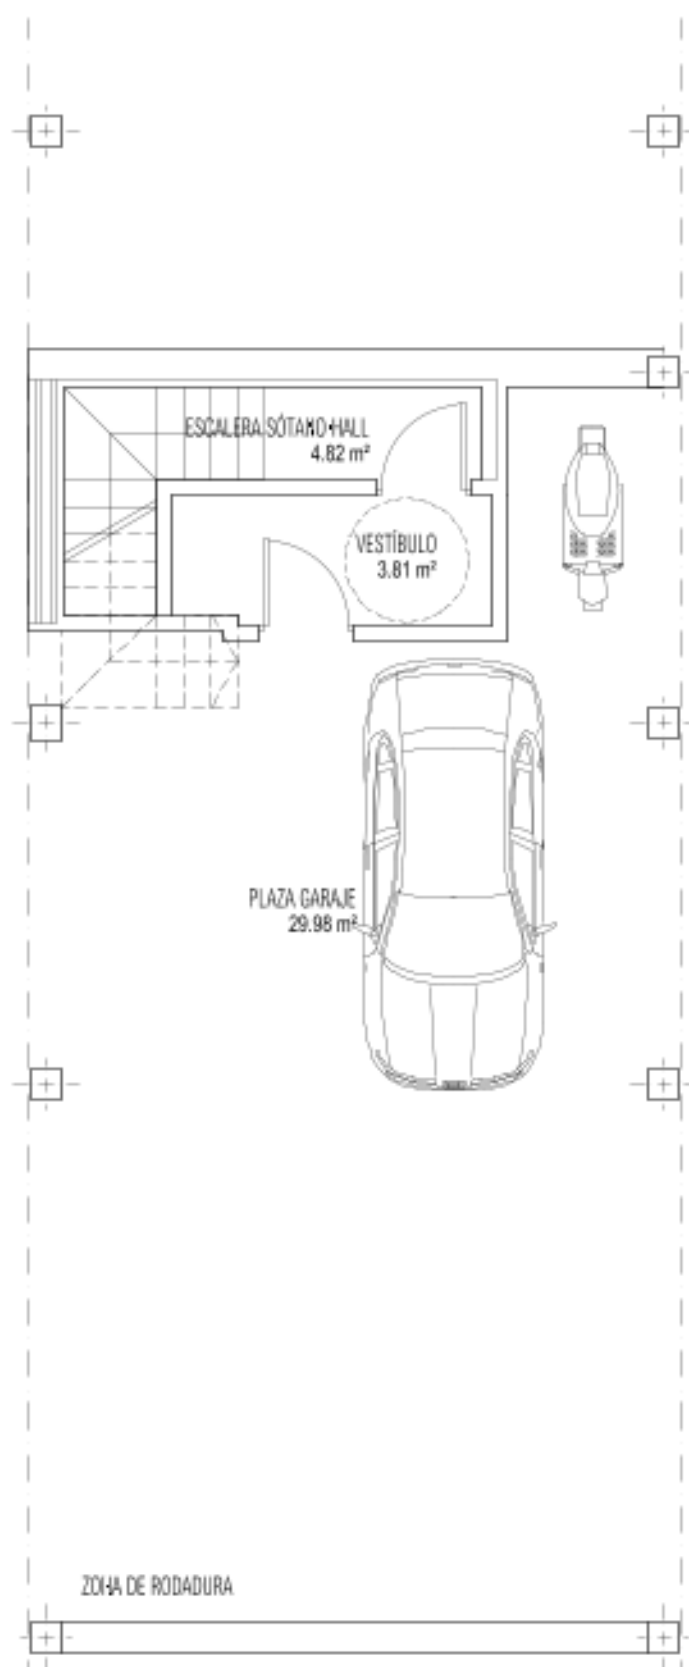 ESCALERA SÓTANO-HALL
4.82 m²
VESTÍBULO
3.81 m²
PLAZA GARAJE
29.98 m²
ZONA DE RODADURA